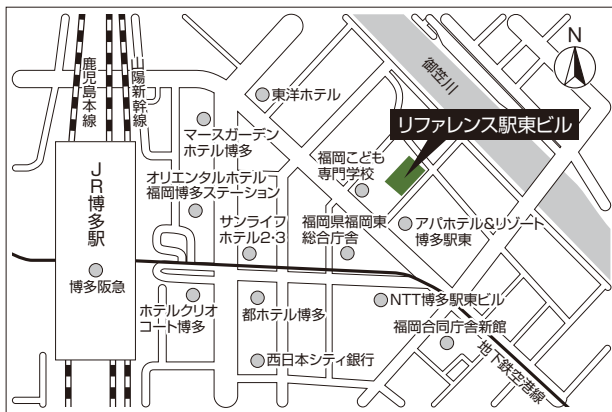 鹿児島本線
山陽新幹線
東洋ホテル
御笠川
N
マースガーデン
ホテル博多
リファレンス駅東ビル
福岡こども
専門学校
オリエンタルホテル
福岡博多ステーション
JR博多駅
サンライフ
ホテル2・3
福岡県福岡東
総合庁舎
アパホテル&リゾート
博多駅東
博多阪急
ホテルクリオ
コート博多
都ホテル博多
NTT博多駅東ビル
福岡合同庁舎新館
西日本シティ銀行
地下鉄空港線